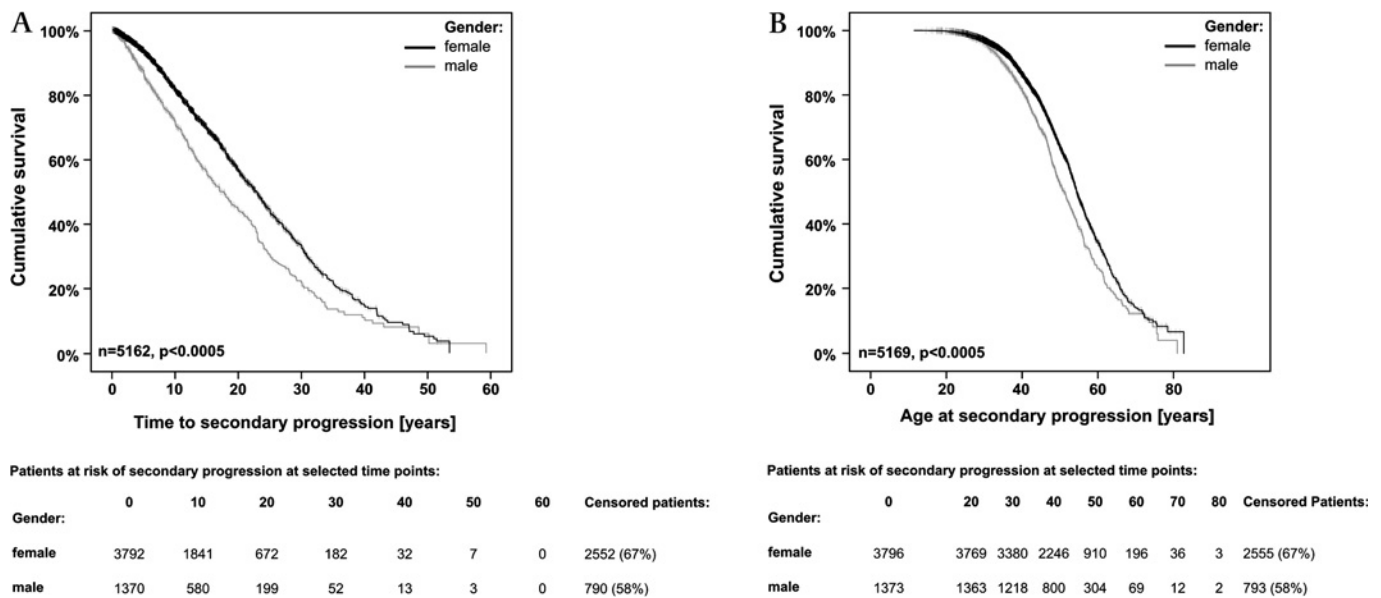 A
Gender:
female
male
100%
80%
60%
40%
20%
0%
Cumulative survival
n=5162, p<0.0005
0 10 20 30 40 50 60
Time to secondary progression [years]
Patients at risk of secondary progression at selected time points:
0 10 20 30 40 50 60 Censored patients:
Gender:
female 3792 1841 672 182 32 7 0 2552 (67%)
male 1370 580 199 52 13 3 0 790 (58%)
B
Gender:
female
male
100%
80%
60%
40%
20%
0%
Cumulative survival
n=5169, p<0.0005
0 20 40 60 80
Age at secondary progression [years]
Patients at risk of secondary progression at selected time points:
0 20 30 40 50 60 70 80 Censored Patients:
Gender:
female 3796 3769 3380 2246 910 196 36 3 2555 (67%)
male 1373 1363 1218 800 304 69 12 2 793 (58%)